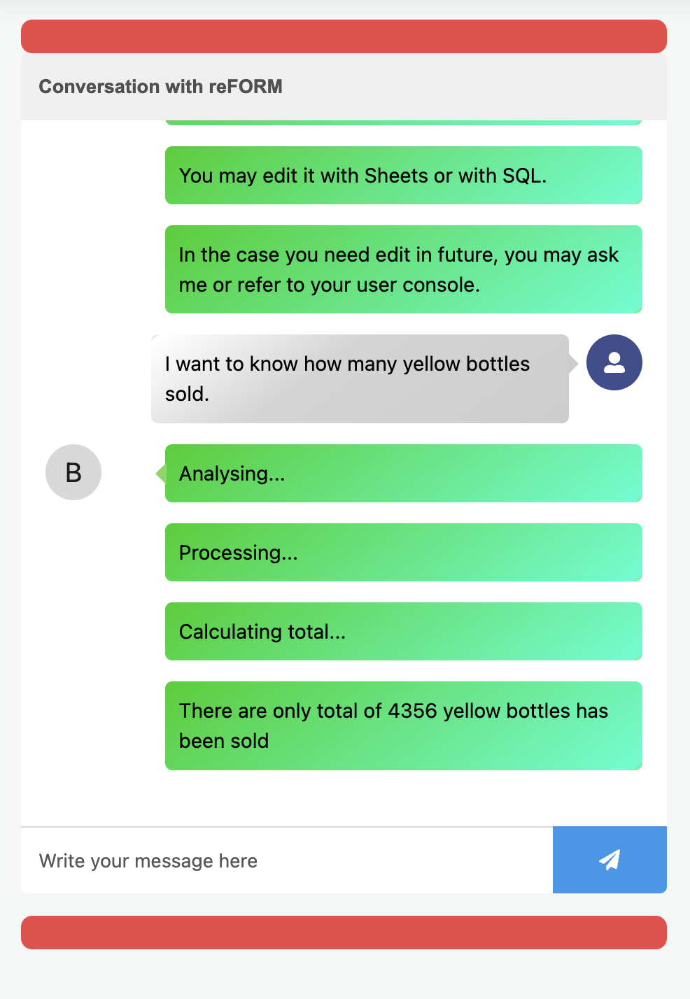 Conversation with reFORM
You may edit it with Sheets or with SQL.
In the case you need edit in future, you may ask
me or refer to your user console.
I want to know how many yellow bottles
sold.
B
Analysing...
Processing...
Calculating total...
There are only total of 4356 yellow bottles has
been sold
Write your message here